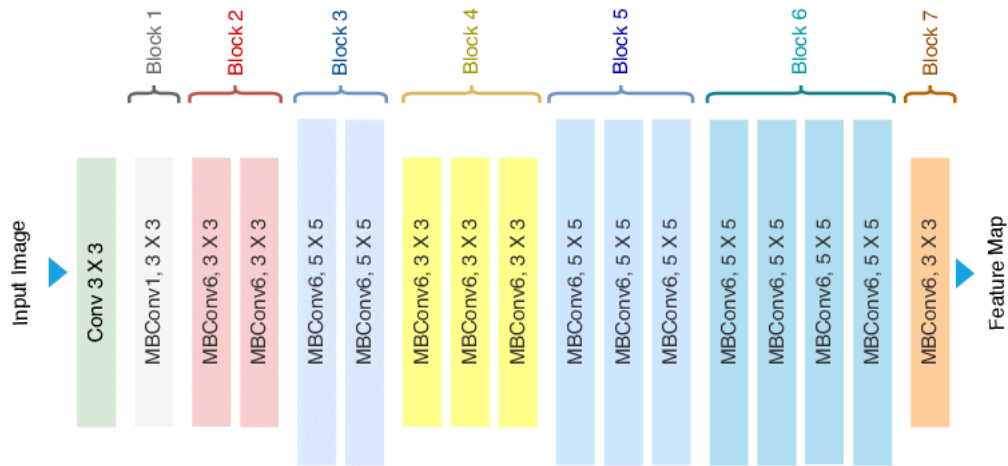 Input Image
Conv 3 X 3
Block 1
MBConv1, 3 X 3
Block 2
MBConv6, 3 X 3
MBConv6, 3 X 3
Block 3
MBConv6, 5 X 5
MBConv6, 5 X 5
Block 4
MBConv6, 3 X 3
MBConv6, 3 X 3
MBConv6, 3 X 3
Block 5
MBConv6, 5 X 5
MBConv6, 5 X 5
MBConv6, 5 X 5
Block 6
MBConv6, 5 X 5
MBConv6, 5 X 5
MBConv6, 5 X 5
MBConv6, 5 X 5
Block 7
MBConv6, 3 X 3
Feature Map